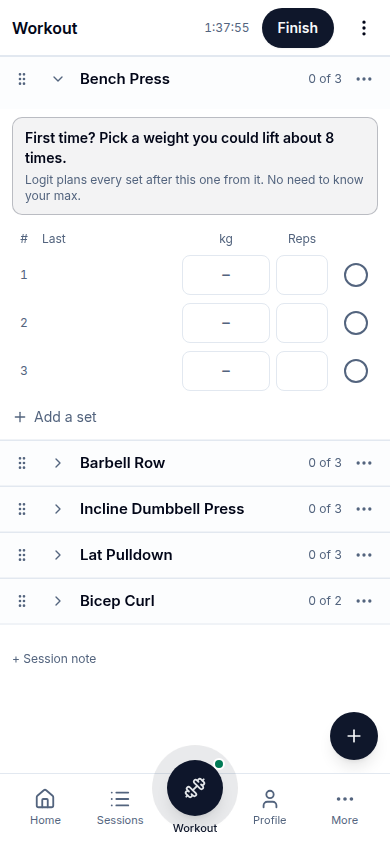 Workout
1:37:55
Finish
Bench Press
0 of 3
First time? Pick a weight you could lift about 8
times.
Logit plans every set after this one from it. No need to know
your max.
# Last kg Reps
1 –
2 –
3 –
+ Add a set
Barbell Row
0 of 3
Incline Dumbbell Press
0 of 3
Lat Pulldown
0 of 3
Bicep Curl
0 of 2
+ Session note
Home
Sessions
Workout
Profile
More